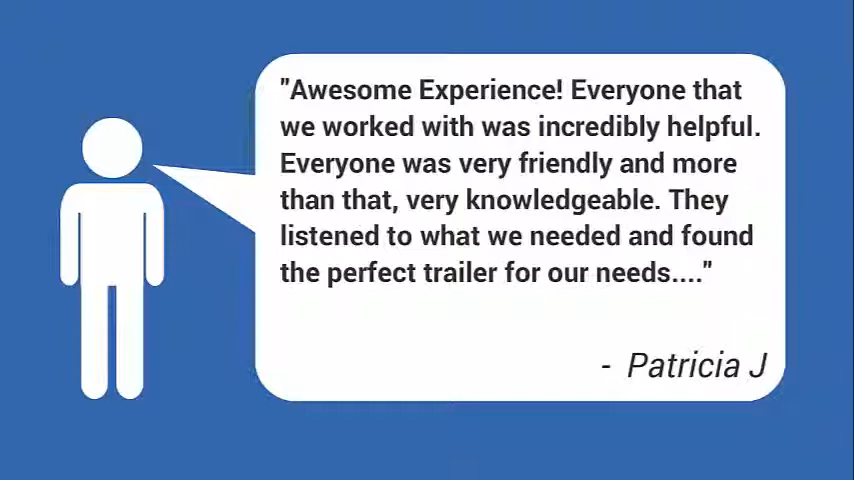 "Awesome Experience! Everyone that
we worked with was incredibly helpful.
Everyone was very friendly and more
than that, very knowledgeable. They
listened to what we needed and found
the perfect trailer for our needs...."
- Patricia J